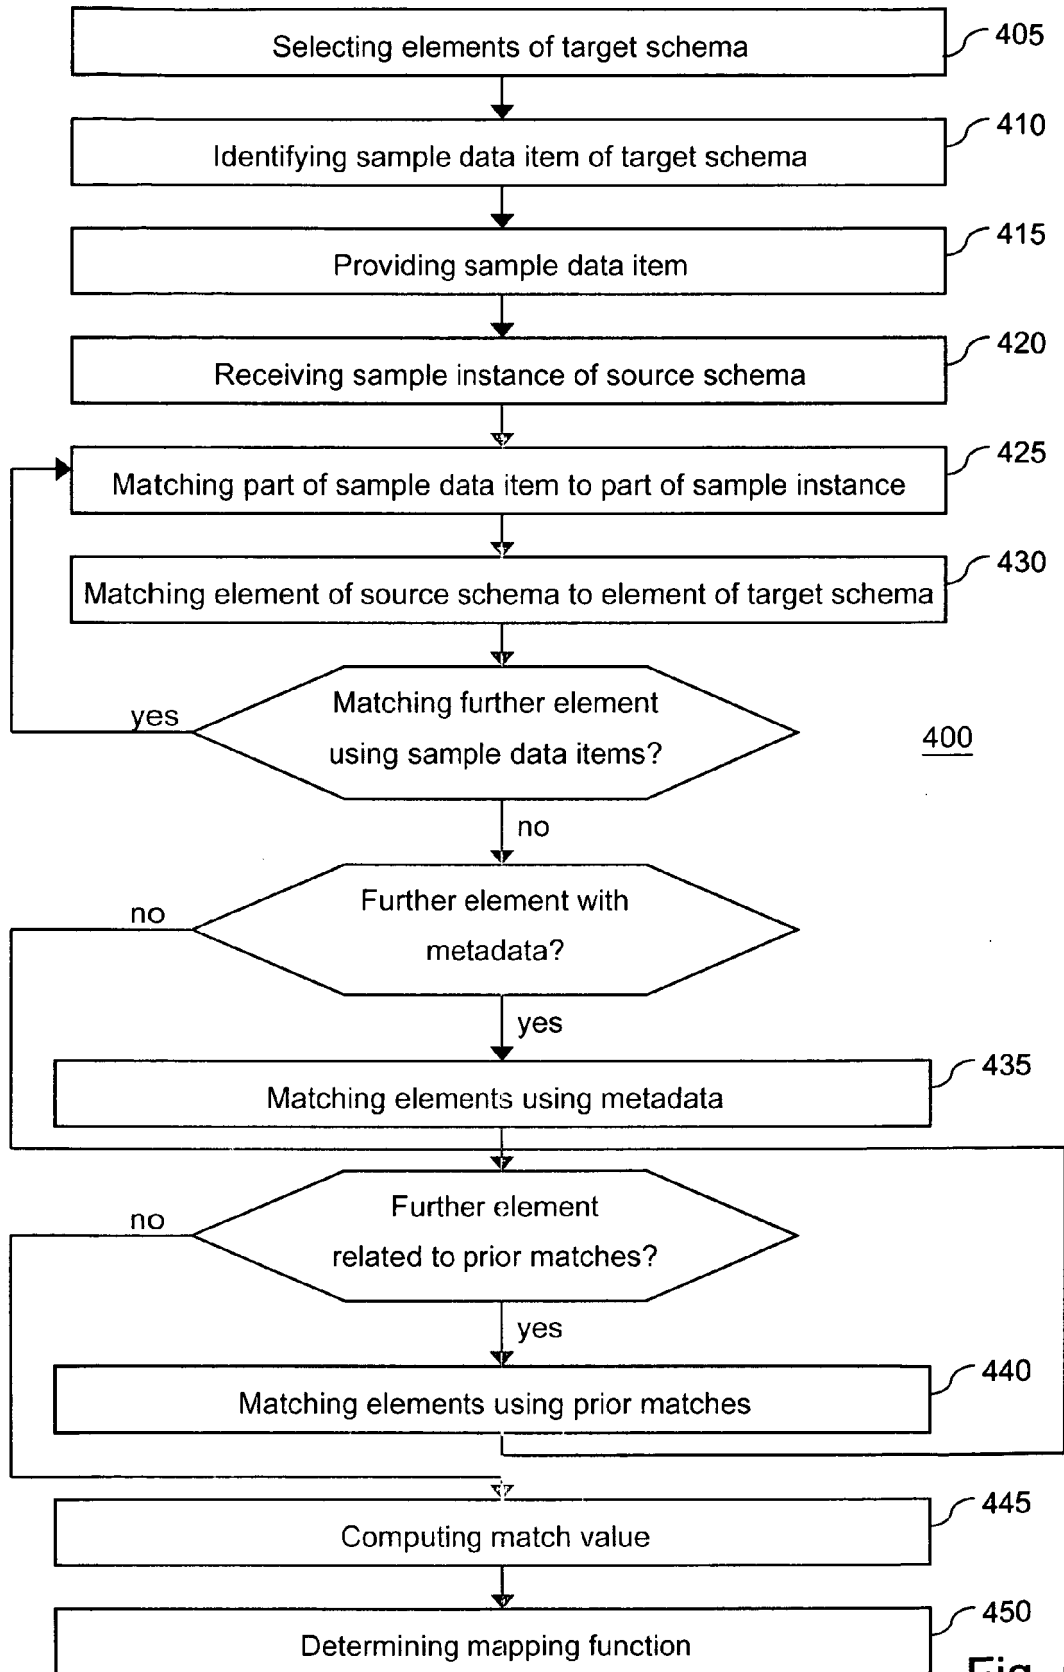 Selecting elements of target schema
405
Identifying sample data item of target schema
410
Providing sample data item
415
Receiving sample instance of source schema
420
Matching part of sample data item to part of sample instance
425
Matching element of source schema to element of target schema
430
Matching further element
using sample data items?
yes
400
no
Further element with
metadata?
no
yes
Matching elements using metadata
435
Further element
related to prior matches?
no
yes
Matching elements using prior matches
440
Computing match value
445
Determining mapping function
450
Fig